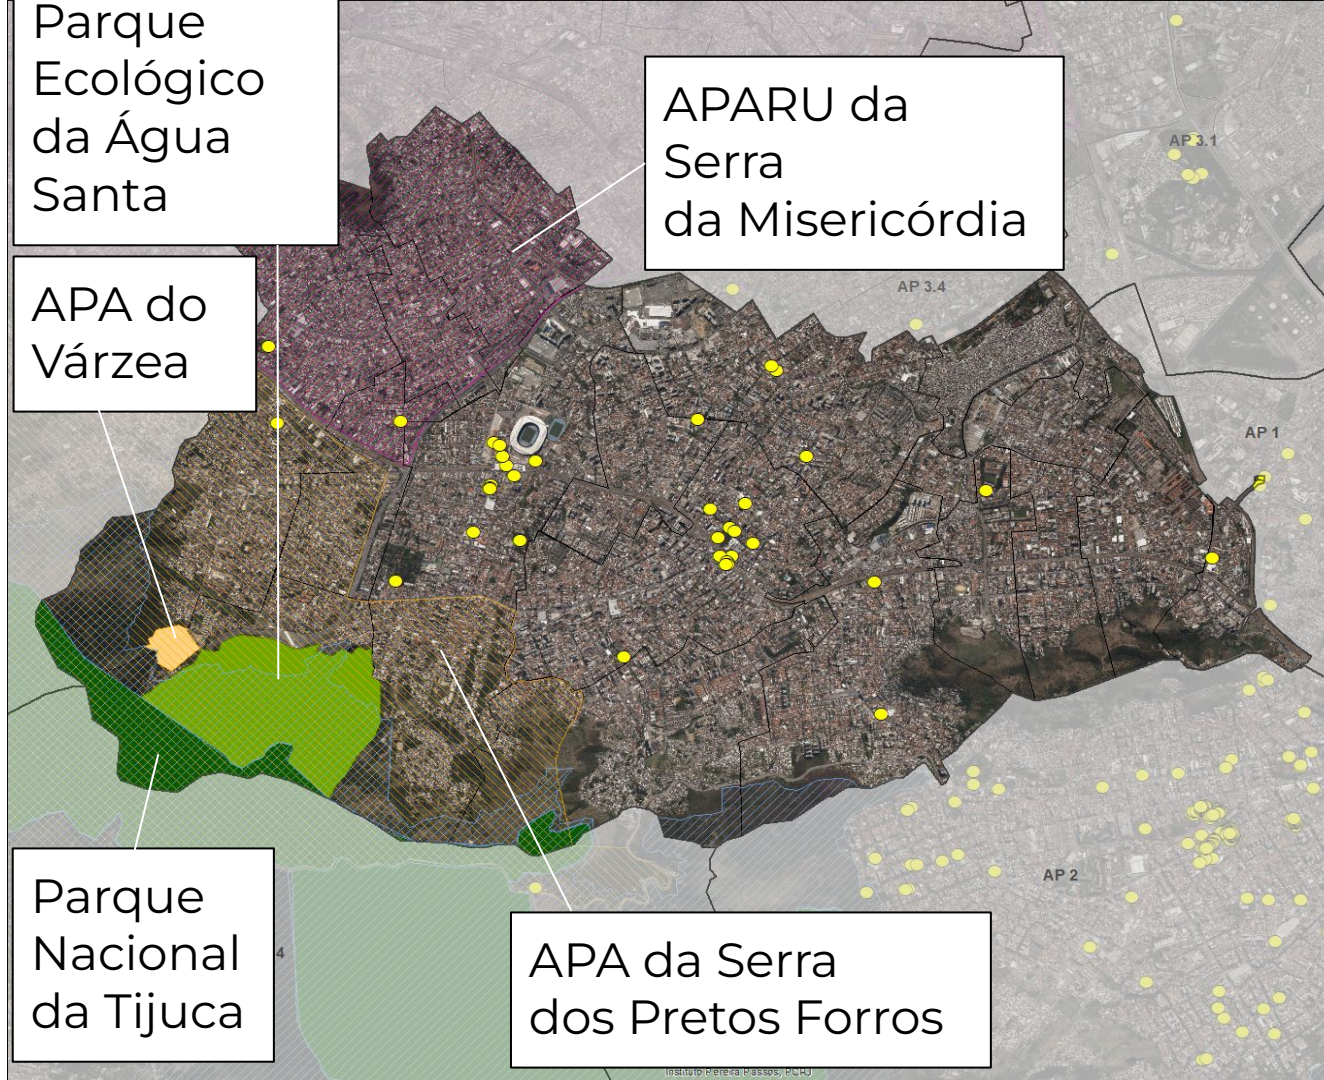 Parque
Ecológico
da Água
Santa
APARU da
Serra
da Misericórdia
AP 3.1
APA do
Várzea
AP 3.4
AP 1
Parque
Nacional
da Tijuca
4
AP 2
APA da Serra
dos Pretos Forros
Instituto Pereira Passos, PCRJ